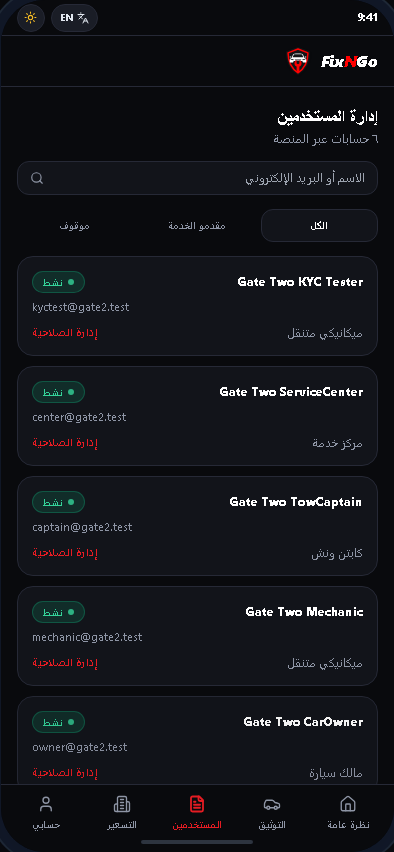 9:41
EN
FixNGo
إدارة المستخدمين
٦ حسابات عبر المنصة
الاسم أو البريد الإلكتروني
الكل
مقدمو الخدمة
موقوف
Gate Two KYC Tester
نشط
kyctest@gate2.test
ميكانيكي متنقل
إدارة الصلاحية
Gate Two ServiceCenter
نشط
center@gate2.test
مركز خدمة
إدارة الصلاحية
Gate Two TowCaptain
نشط
captain@gate2.test
كابتن ونش
إدارة الصلاحية
Gate Two Mechanic
نشط
mechanic@gate2.test
ميكانيكي متنقل
إدارة الصلاحية
Gate Two CarOwner
نشط
owner@gate2.test
مالك سيارة
إدارة الصلاحية
نظرة عامة
التوثيق
المستخدمين
التسعير
حسابي